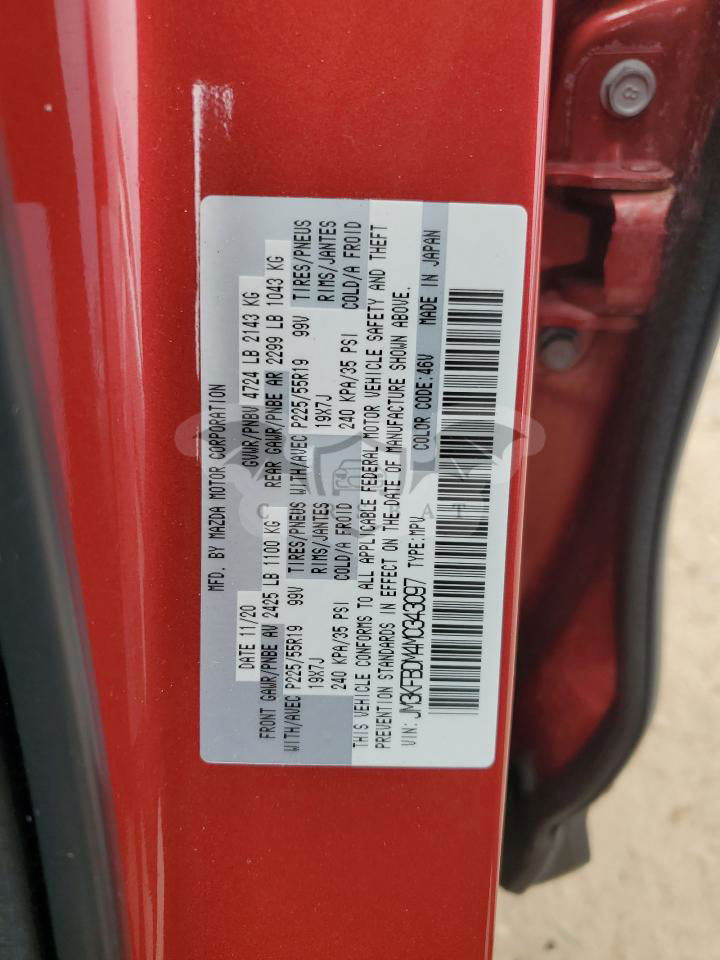 MFD. BY MAZDA MOTOR CORPORATION
DATE 11/20 GVWR/PNBV 4724 LB 2143 KG
FRONT GAWR/PNBE AV 2425 LB 1100 KG REAR GAWR/PNBE AR 2299 LB 1043 KG
WITH/AVEC P225/55R19 99V TIRES/PNEUS WITH/AVEC P225/55R19 99V TIRES/PNEUS
19X7J RIMS/JANTES 19X7J RIMS/JANTES
240 KPA/35 PSI COLD/A FROID 240 KPA/35 PSI COLD/A FROID
THIS VEHICLE CONFORMS TO ALL APPLICABLE FEDERAL MOTOR VEHICLE SAFETY AND THEFT
PREVENTION STANDARDS IN EFFECT ON THE DATE OF MANUFACTURE SHOWN ABOVE.
VIN: JM3KFBDM4M0343097 TYPE:MPV COLOR CODE:46V MADE IN JAPAN
CARSBAT
8